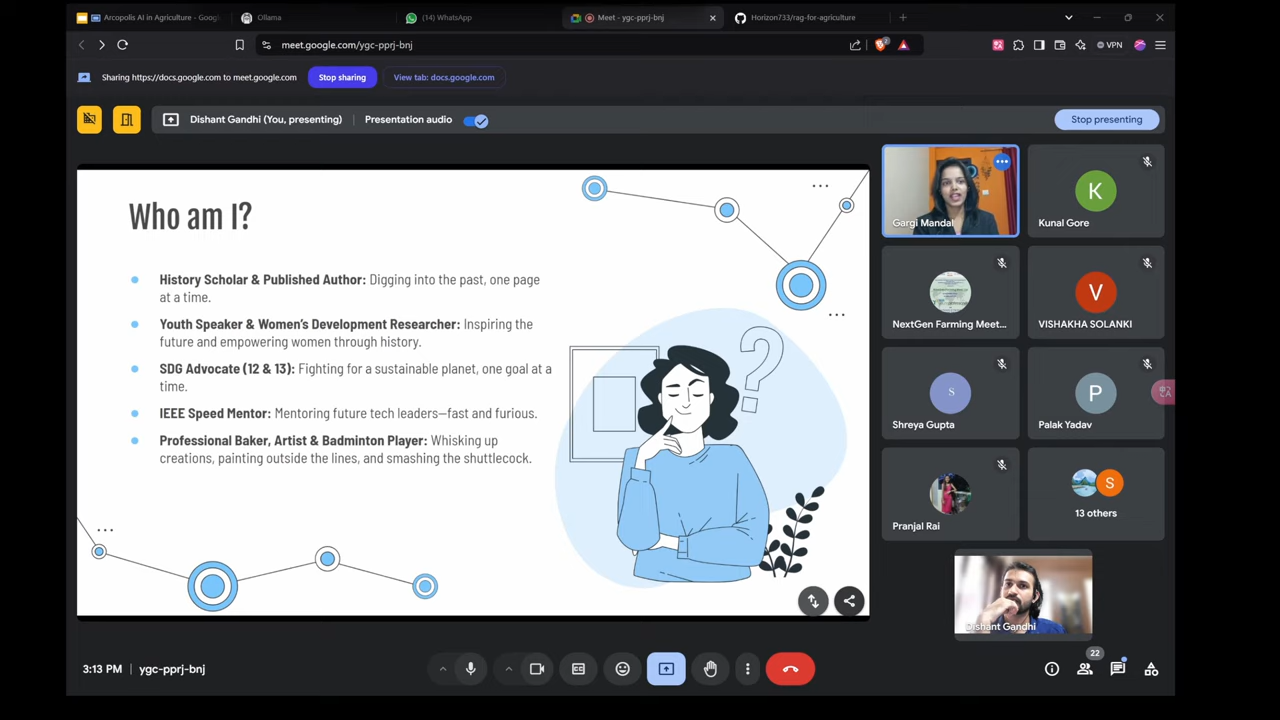 Arcopolis AI in Agriculture - Googl
Ollama
(14) WhatsApp
Meet - ygc-pprj-bnj
Horizon733/rag-for-agriculture
meet.google.com/ygc-pprj-bnj
2
VPN
Sharing https://docs.google.com to meet.google.com
Stop sharing
View tab: docs.google.com
Dishant Gandhi (You, presenting)
Presentation audio
Stop presenting
Who am I?
History Scholar & Published Author: Digging into the past, one page
at a time.
Youth Speaker & Women's Development Researcher: Inspiring the
future and empowering women through history.
SDG Advocate (12 & 13): Fighting for a sustainable planet, one goal at a
time.
IEEE Speed Mentor: Mentoring future tech leaders—fast and furious.
Professional Baker, Artist & Badminton Player: Whisking up
creations, painting outside the lines, and smashing the shuttlecock.
?
Gargi Mandal
K
Kunal Gore
NextGen Farming Meet...
V
VISHAKHA SOLANKI
S
Shreya Gupta
P
Palak Yadav
Pranjal Rai
S
13 others
Dishant Gandhi
3:13 PM
ygc-pprj-bnj
22